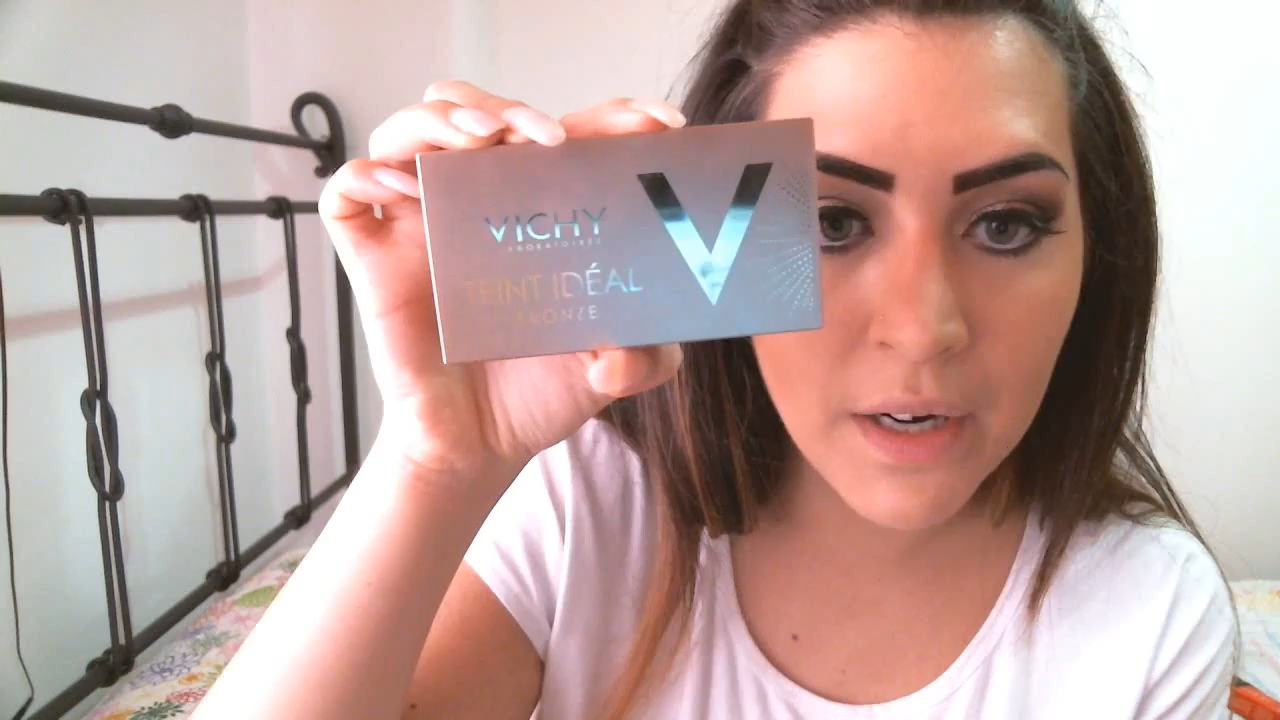 VICHY
LABORATOIRES
TEINT IDÉAL
BRONZE
V